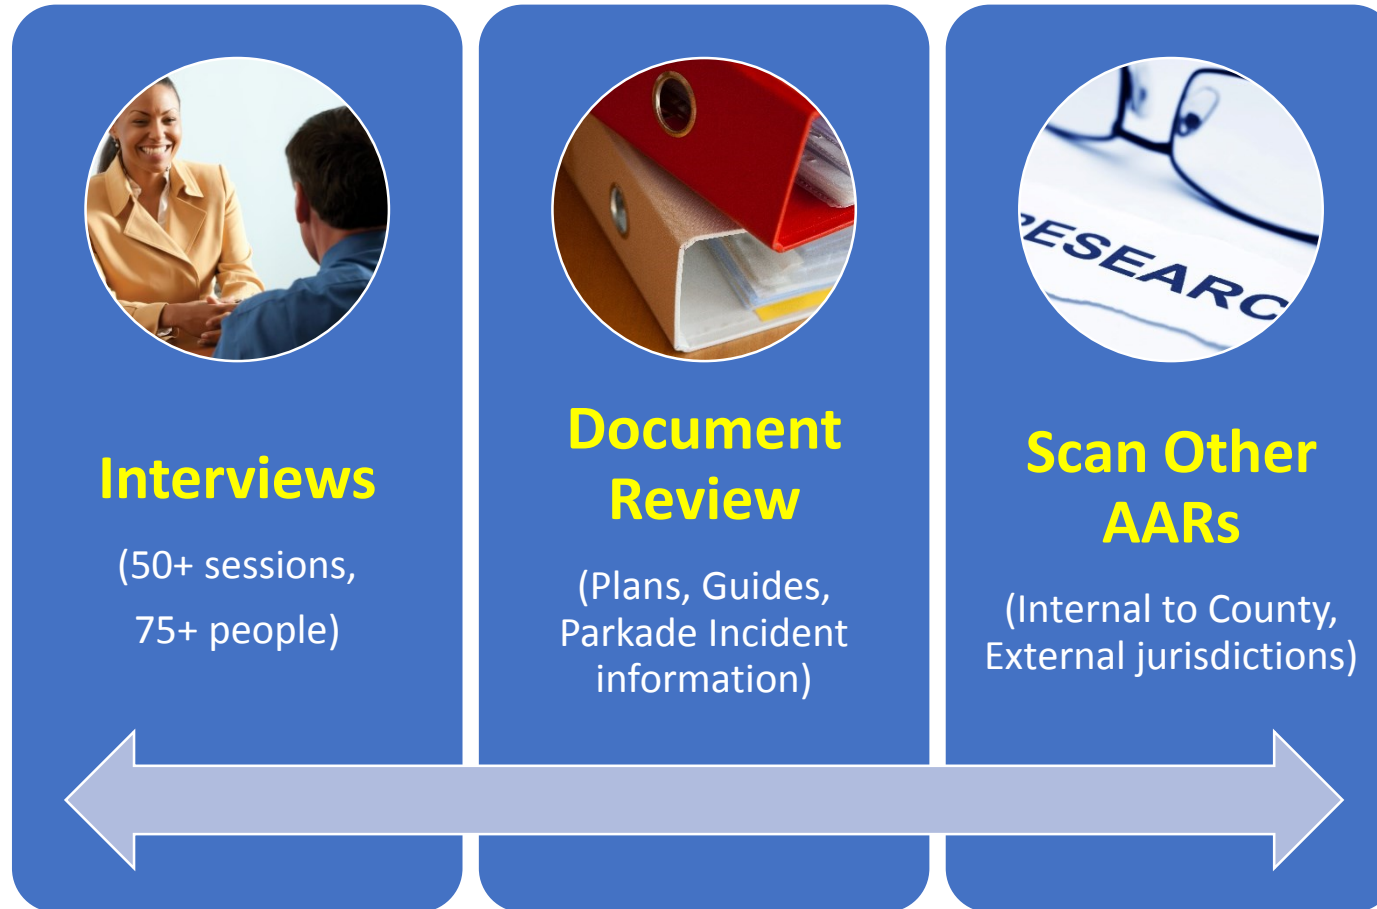 Interviews
(50+ sessions,
75+ people)
Document
Review
(Plans, Guides,
Parkade Incident
information)
ESEARC
Scan Other
AARs
(Internal to County,
External jurisdictions)